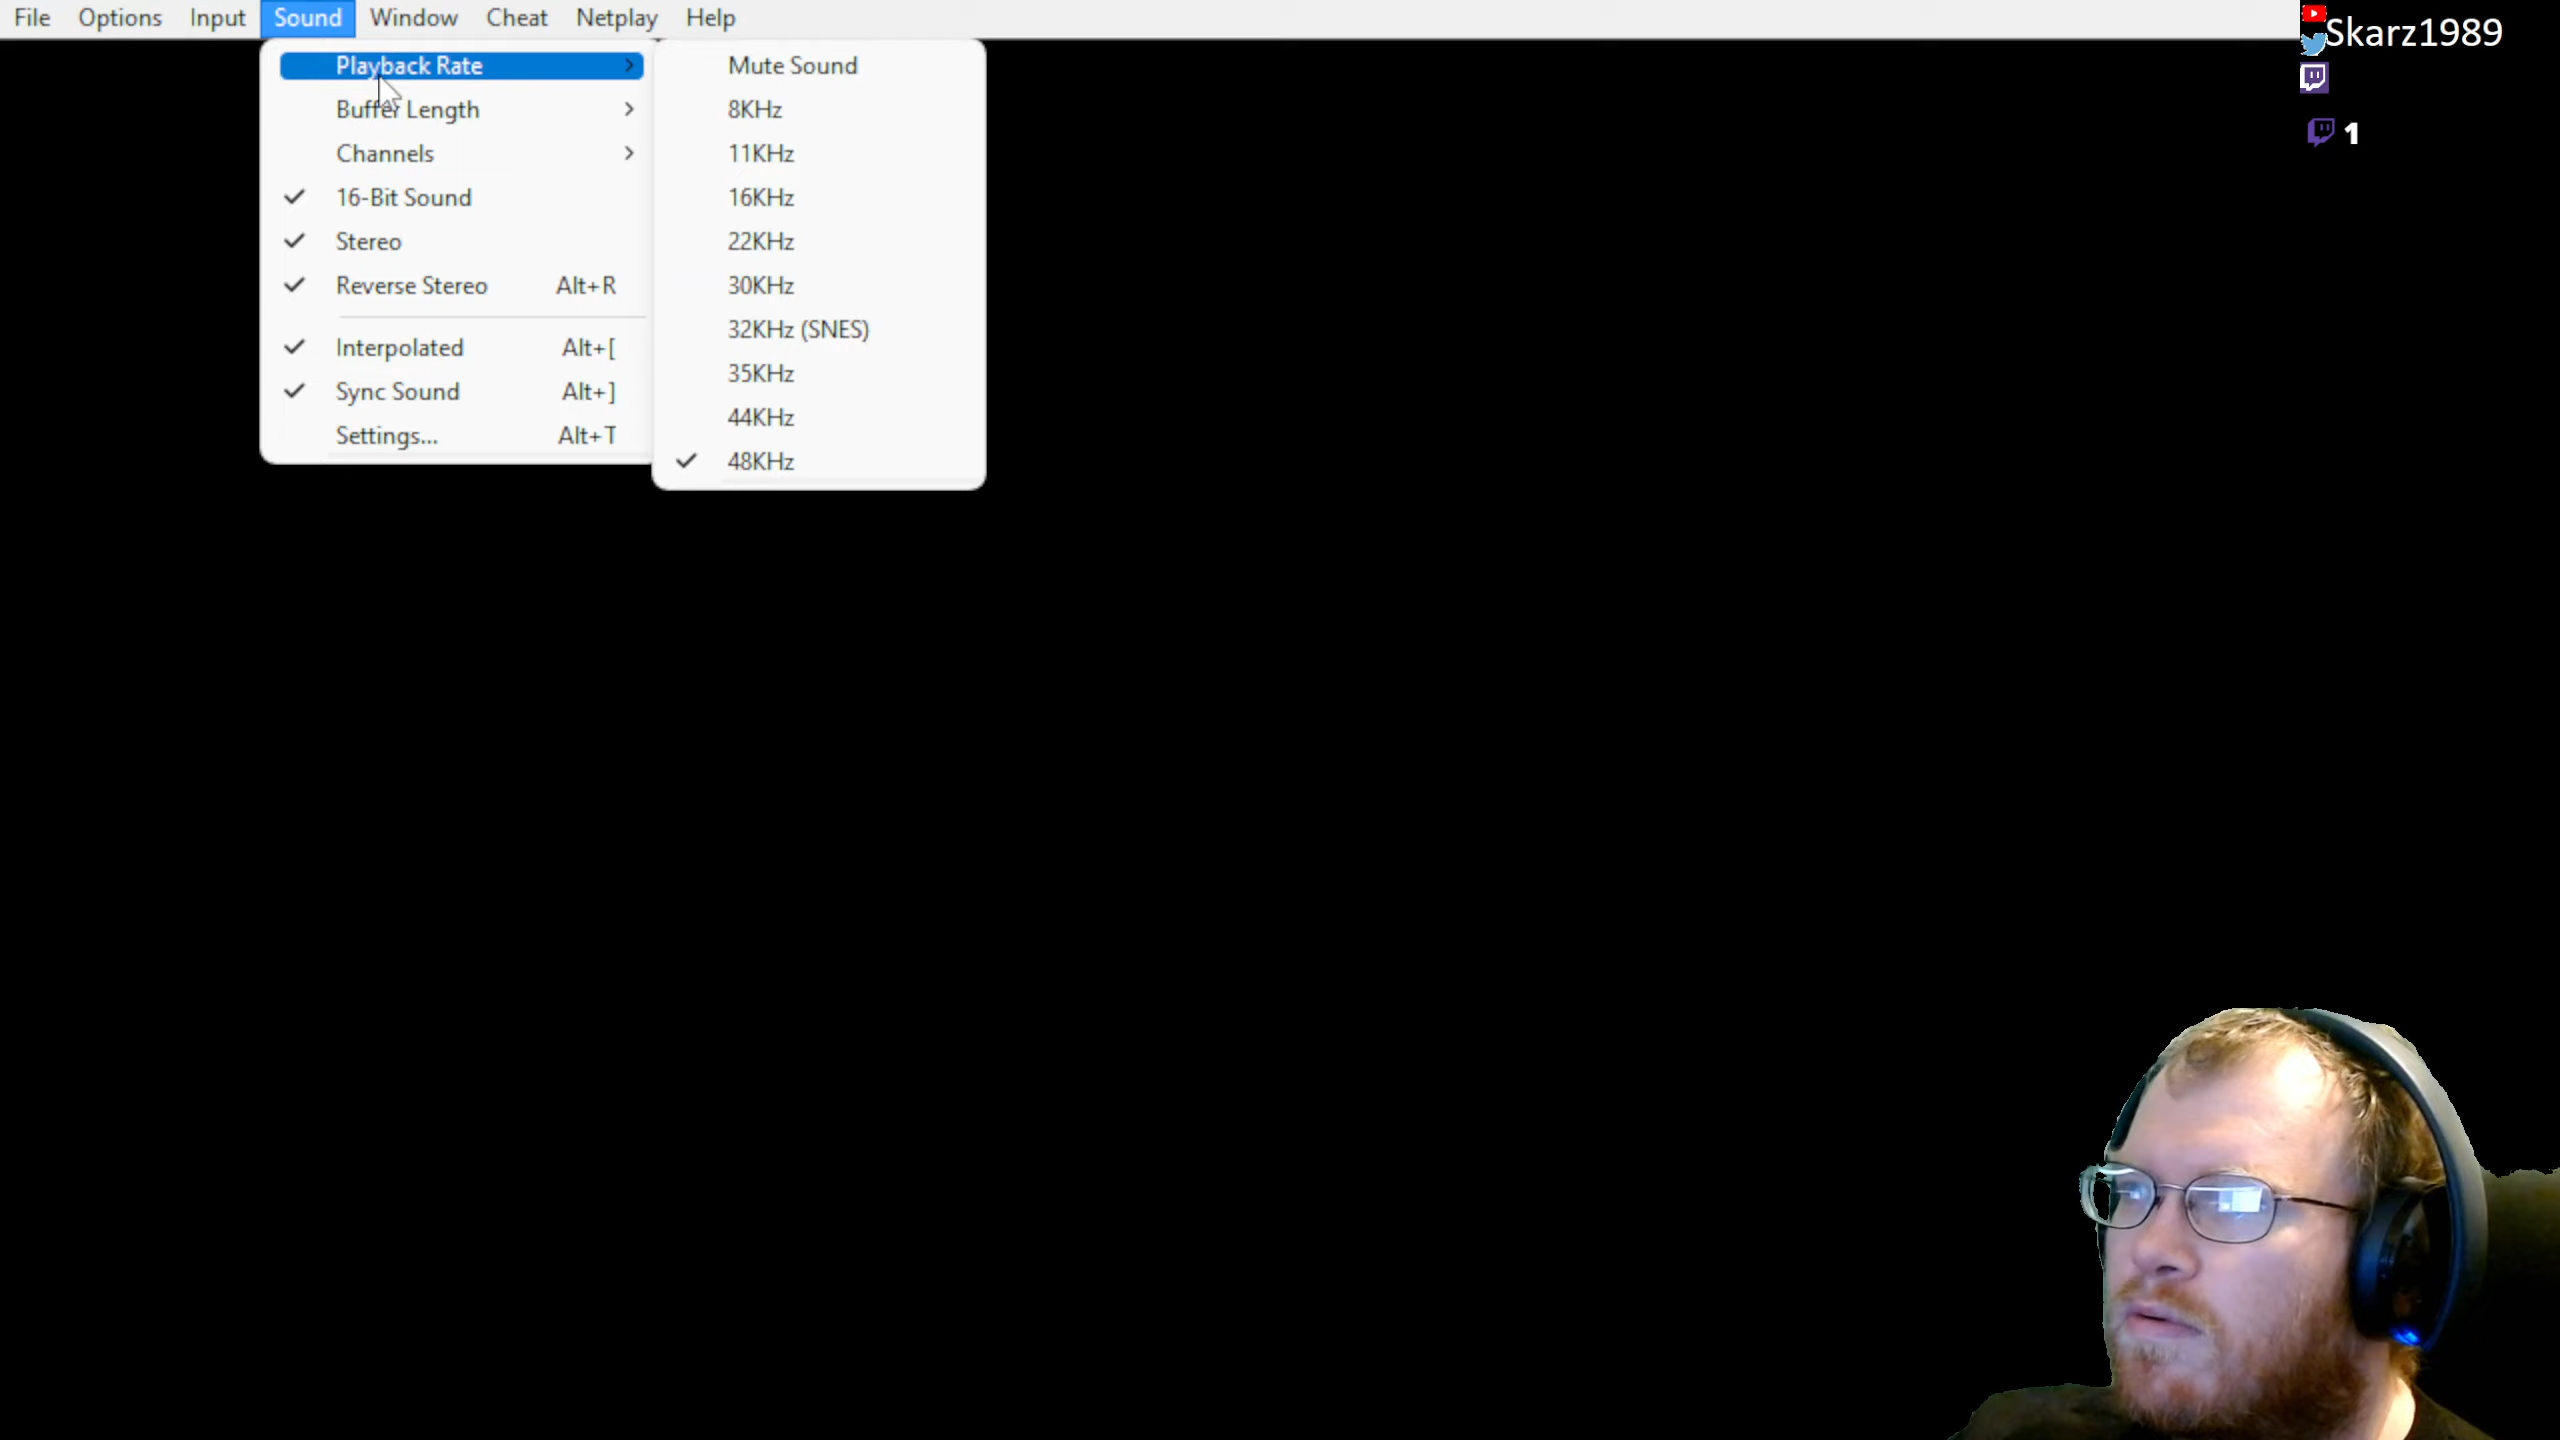 File Options Input Sound Window Cheat Netplay Help
Skarz1989
1
Playback Rate
Buffer Length
Channels
16-Bit Sound
Stereo
Reverse Stereo Alt+R
Interpolated Alt+[
Sync Sound Alt+]
Settings... Alt+T
Mute Sound
8KHz
11KHz
16KHz
22KHz
30KHz
32KHz (SNES)
35KHz
44KHz
48KHz